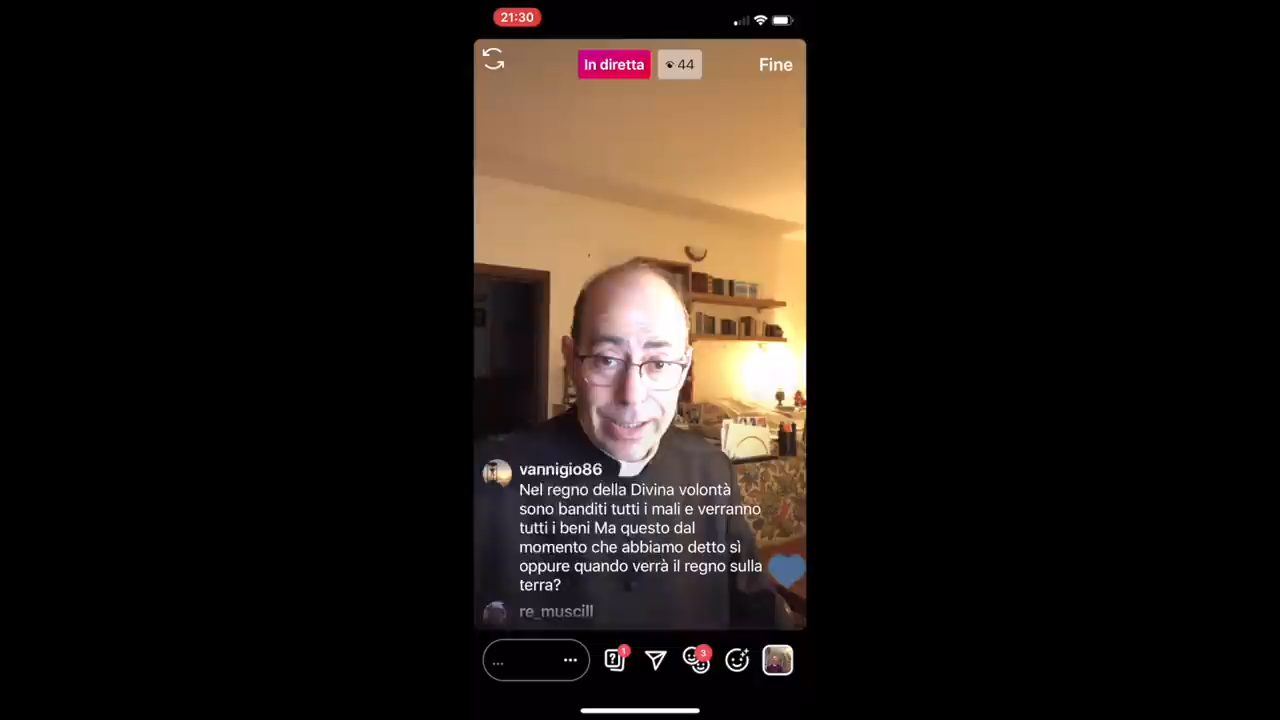 21:30
In diretta
44
Fine
vannigio86
Nel regno della Divina volontà
sono banditi tutti i mali e verranno
tutti i beni Ma questo dal
momento che abbiamo detto sì
oppure quando verrà il regno sulla
terra?
re_muscill
...
1
3